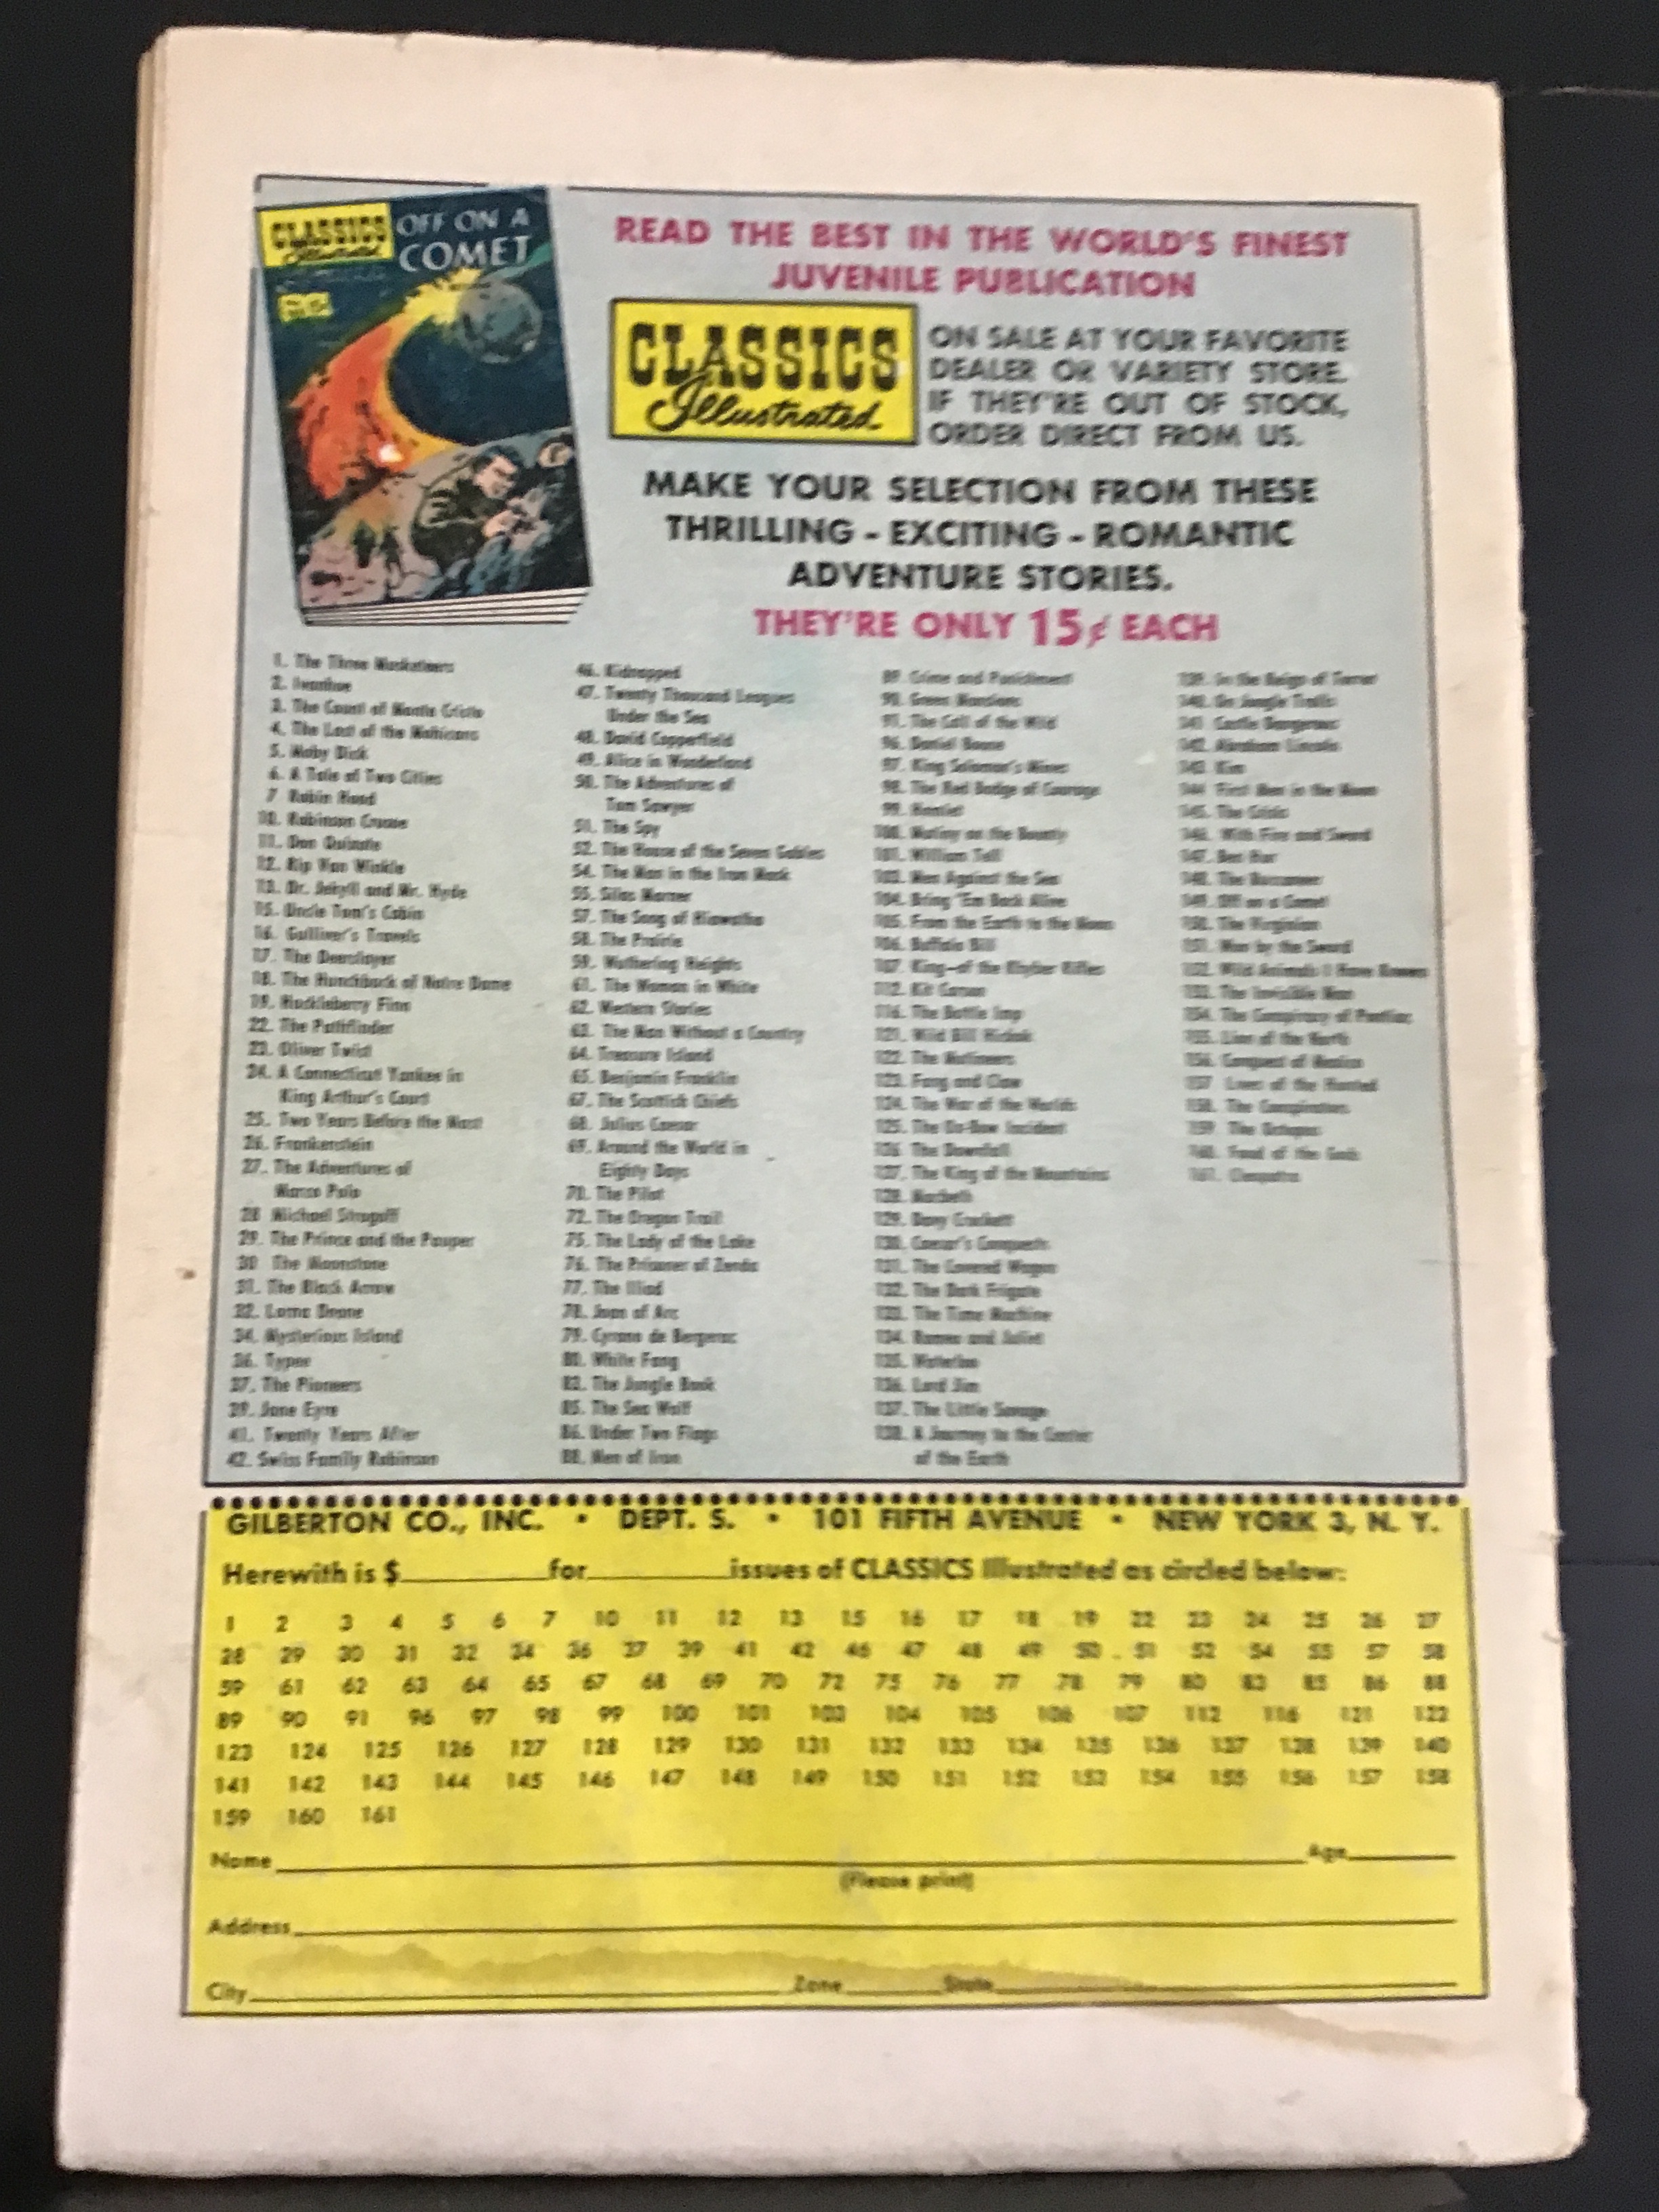 CLASSICS
Illustrated
OFF ON A
COMET
READ THE BEST IN THE WORLD'S FINEST
JUVENILE PUBLICATION
CLASSICS
Illustrated
ON SALE AT YOUR FAVORITE
DEALER OR VARIETY STORE.
IF THEY'RE OUT OF STOCK,
ORDER DIRECT FROM US.
MAKE YOUR SELECTION FROM THESE
THRILLING - EXCITING - ROMANTIC
ADVENTURE STORIES.
THEY'RE ONLY 15¢ EACH
1. The Three Musketeers
2. Ivanhoe
3. The Count of Monte Cristo
4. The Last of the Mohicans
5. Moby Dick
6. A Tale of Two Cities
7 Robin Hood
10. Robinson Crusoe
11. Don Quixote
12. Rip Van Winkle
13. Dr. Jekyll and Mr. Hyde
15. Uncle Tom's Cabin
16. Gulliver's Travels
17. The Deerslayer
18. The Hunchback of Notre Dame
19. Huckleberry Finn
22. The Pathfinder
23. Oliver Twist
24. A Connecticut Yankee in
King Arthur's Court
25. Two Years Before the Mast
26. Frankenstein
27. The Adventures of
Marco Polo
28 Michael Strogoff
29. The Prince and the Pauper
30 The Moonstone
31. The Black Arrow
32. Lorna Doone
34. Mysterious Island
36. Typee
37. The Pioneers
39. Jane Eyre
41. Twenty Years After
42. Swiss Family Robinson
46. Kidnapped
47. Twenty Thousand Leagues
Under the Sea
48. David Copperfield
49. Alice in Wonderland
50. The Adventures of
Tom Sawyer
51. The Spy
52. The House of the Seven Gables
54. The Man in the Iron Mask
55. Silas Marner
57. The Song of Hiawatha
58. The Prairie
59. Wuthering Heights
61. The Woman in White
62. Western Stories
63. The Man Without a Country
64. Treasure Island
65. Benjamin Franklin
67. The Scottish Chiefs
68. Julius Caesar
69. Around the World in
Eighty Days
70. The Pilot
72. The Oregon Trail
75. The Lady of the Lake
76. The Prisoner of Zenda
77. The Iliad
78. Joan of Arc
79. Cyrano de Bergerac
80. White Fang
83. The Jungle Book
85. The Sea Wolf
86. Under Two Flags
88. Men of Iron
89. Crime and Punishment
90. Green Mansions
91. The Call of the Wild
96. Daniel Boone
97. King Solomon's Mines
98. The Red Badge of Courage
99. Hamlet
100. Mutiny on the Bounty
101. William Tell
103. Men Against the Sea
104. Bring 'Em Back Alive
105. From the Earth to the Moon
106. Buffalo Bill
107. King—of the Khyber Rifles
112. Kit Carson
116. The Bottle Imp
121. Wild Bill Hickok
122. The Mutineers
123. Fang and Claw
124. The War of the Worlds
125. The Ox-Bow Incident
126. The Downfall
127. The King of the Mountains
128. Macbeth
129. Davy Crockett
130. Caesar's Conquests
131. The Covered Wagon
132. The Dark Frigate
133. The Time Machine
134. Romeo and Juliet
135. Waterloo
136. Lord Jim
137. The Little Savage
138. A Journey to the Center
of the Earth
139. In the Reign of Terror
140. On Jungle Trails
141 Castle Dangerous
142. Abraham Lincoln
143. Kim
144 First Men in the Moon
145. The Crisis
146. With Fire and Sword
147. Ben Hur
148. The Buccaneer
149. Off on a Comet
150. The Virginian
151. Won by the Sword
152. Wild Animals I Have Known
153. The Invisible Man
154. The Conspiracy of Pontiac
155. Lion of the North
156. Conquest of Mexico
157 Lives of the Hunted
158. The Conspirators
159 The Octopus
160. Food of the Gods
161. Cleopatra
GILBERTON CO., INC. • DEPT. S. • 101 FIFTH AVENUE • NEW YORK 3, N. Y.
Herewith is $ for issues of CLASSICS Illustrated as circled below:
1 2 3 4 5 6 7 10 11 12 13 15 16 17 18 19 22 23 24 25 26 27
28 29 30 31 32 34 36 37 39 41 42 46 47 48 49 50 51 52 54 55 57 58
59 61 62 63 64 65 67 68 69 70 72 75 76 77 78 79 80 83 85 86 88
89 90 91 96 97 98 99 100 101 103 104 105 106 107 112 116 121 122
123 124 125 126 127 128 129 130 131 132 133 134 135 136 137 138 139 140
141 142 143 144 145 146 147 148 149 150 151 152 153 154 155 156 157 158
159 160 161
Name Age
(Please print)
Address
City Zone State